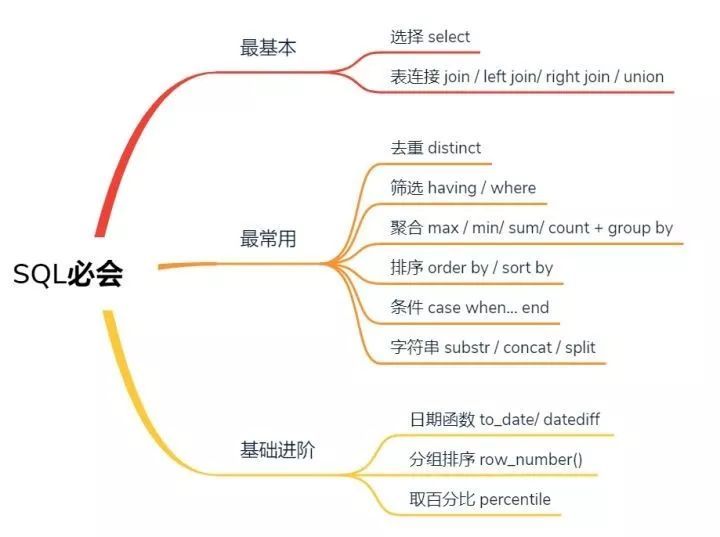 SQL必会
最基本
选择 select
表连接 join / left join/ right join / union
最常用
去重 distinct
筛选 having / where
聚合 max / min/ sum/ count + group by
排序 order by / sort by
条件 case when... end
字符串 substr / concat / split
基础进阶
日期函数 to_date/ datediff
分组排序 row_number()
取百分比 percentile